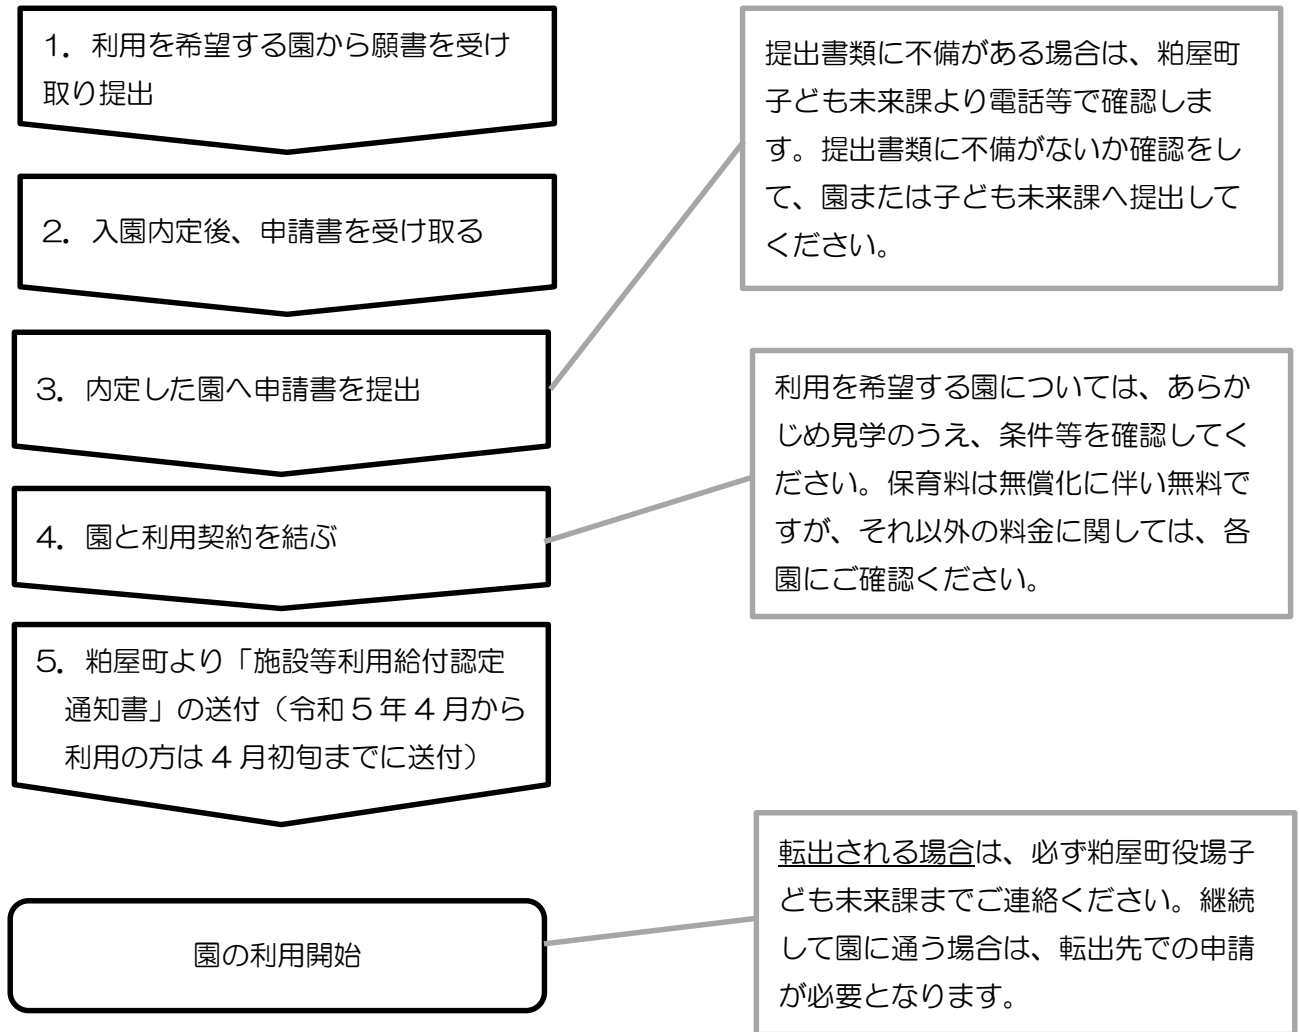 1．利用を希望する園から願書を受け
取り提出
提出書類に不備がある場合は、粕屋町
子ども未来課より電話等で確認しま
す。提出書類に不備がないか確認をし
て、園または子ども未来課へ提出して
ください。
2．入園内定後、申請書を受け取る
3．内定した園へ申請書を提出
利用を希望する園については、あらか
じめ見学のうえ、条件等を確認してく
ださい。保育料は無償化に伴い無料で
すが、それ以外の料金に関しては、各
園にご確認ください。
4．園と利用契約を結ぶ
5．粕屋町より「施設等利用給付認定
通知書」の送付（令和５年４月から
利用の方は４月初旬までに送付）
転出される場合は、必ず粕屋町役場子
ども未来課までご連絡ください。継続
して園に通う場合は、転出先での申請
が必要となります。
園の利用開始